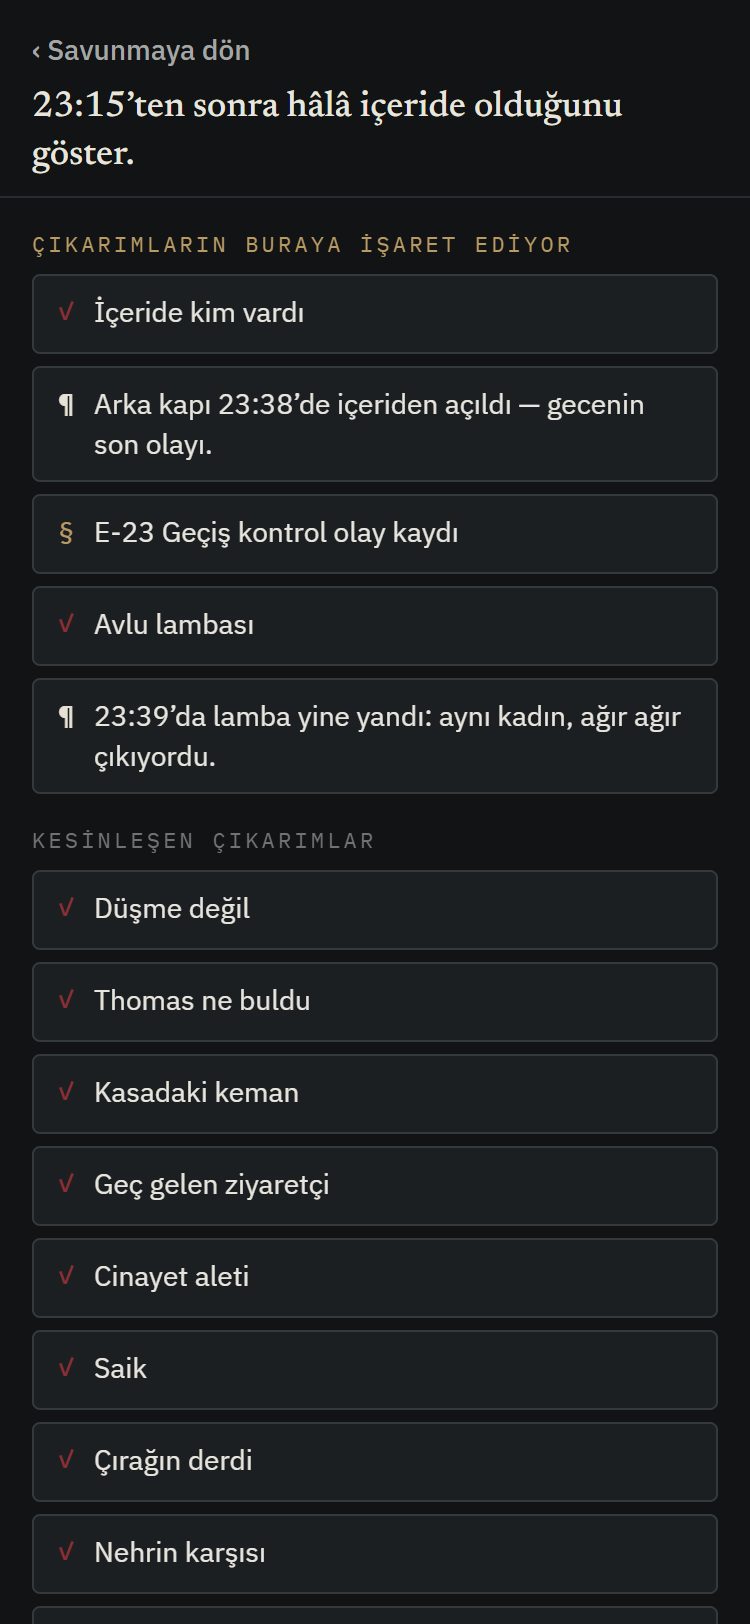 ‹ Savunmaya dön
23:15’ten sonra hâlâ içeride olduğunu
göster.
ÇIKARIMLARIN BURAYA İŞARET EDİYOR
√ İçeride kim vardı
¶ Arka kapı 23:38’de içeriden açıldı — gecenin
son olayı.
§ E-23 Geçiş kontrol olay kaydı
√ Avlu lambası
¶ 23:39’da lamba yine yandı: aynı kadın, ağır ağır
çıkıyordu.
KESİNLEŞEN ÇIKARIMLAR
√ Düşme değil
√ Thomas ne buldu
√ Kasadaki keman
√ Geç gelen ziyaretçi
√ Cinayet aleti
√ Saik
√ Çırağın derdi
√ Nehrin karşısı